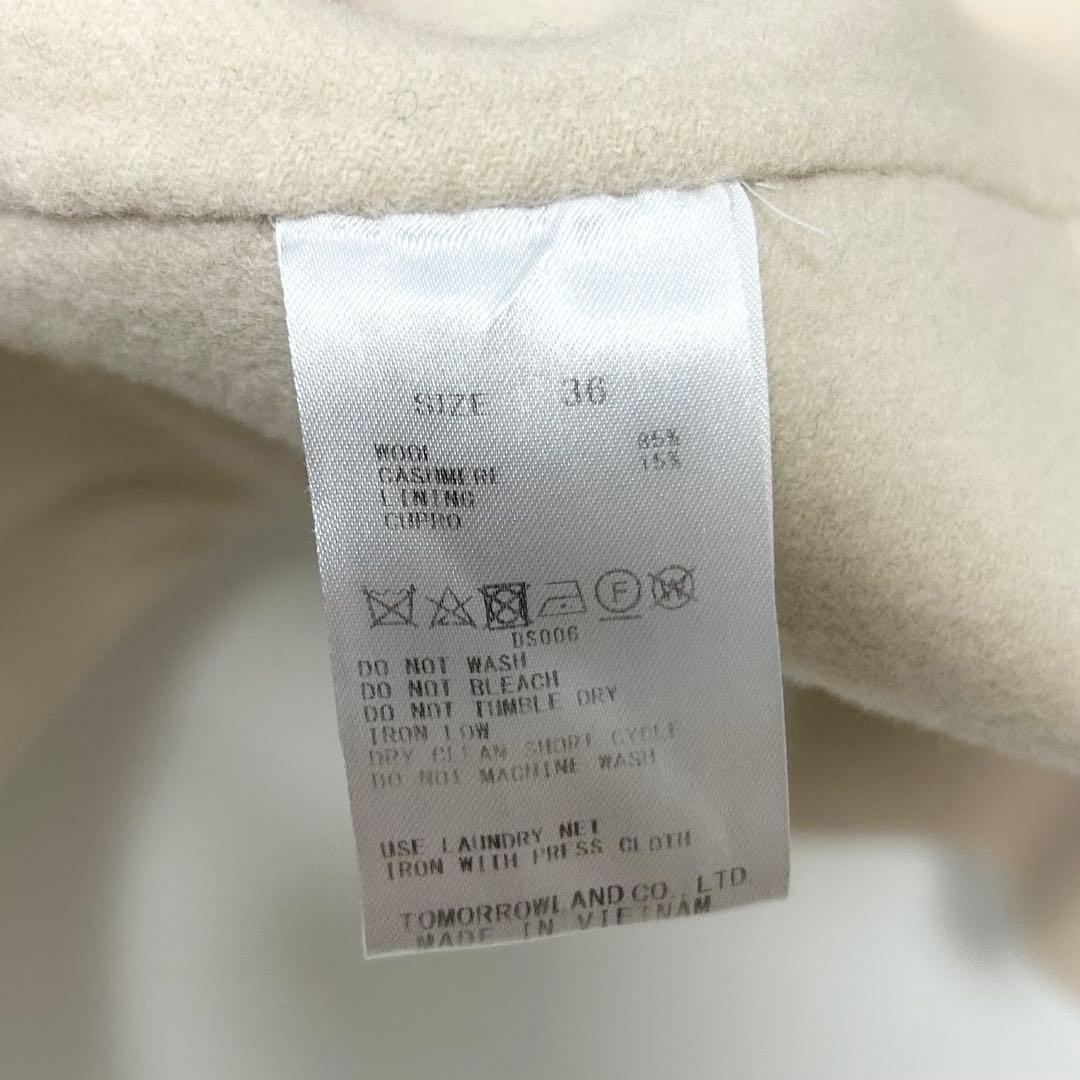 SIZE 36
WOOL 85%
CASHMERE 15%
LINING
CUPRO
F W
DS006
DO NOT WASH
DO NOT BLEACH
DO NOT TUMBLE DRY
IRON LOW
DRY CLEAN SHORT CYCLE
DO NOT MACHINE WASH
USE LAUNDRY NET
IRON WITH PRESS CLOTH
TOMORROWLAND CO., LTD.
MADE IN VIETNAM